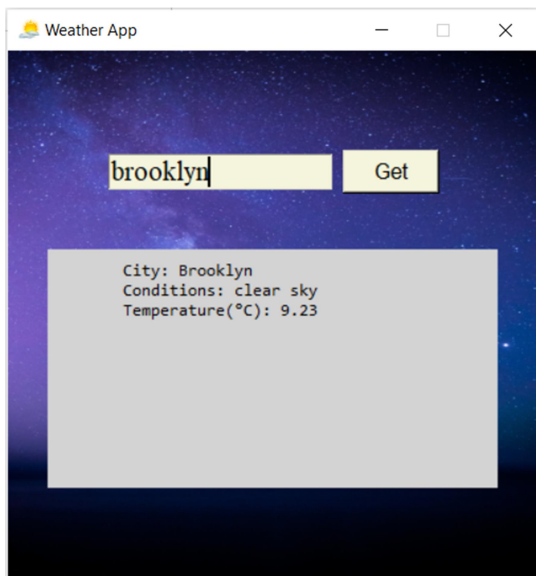 Weather App
brooklyn
Get
City: Brooklyn
Conditions: clear sky
Temperature(°C): 9.23